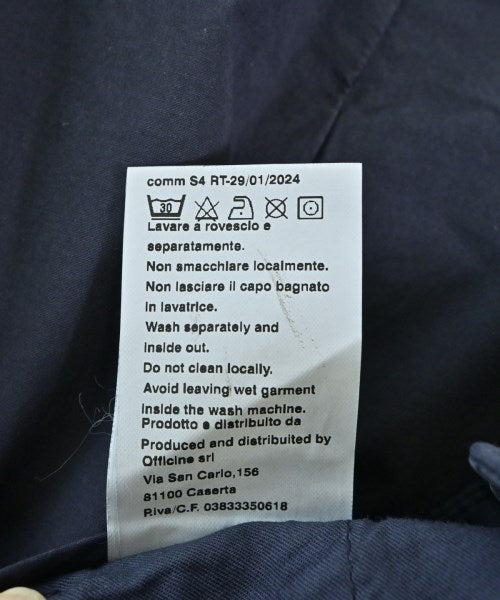 comm S4 RT-29/01/2024
30
Lavare a rovescio e
separatamente.
Non smacchiare localmente.
Non lasciare il capo bagnato
in lavatrice.
Wash separately and
inside out.
Do not clean locally.
Avoid leaving wet garment
inside the wash machine.
Prodotto e distribuito da
Produced and distribuited by
Officine srl
Via San Carlo,156
81100 Caserta
P.iva/C.F. 03833350618